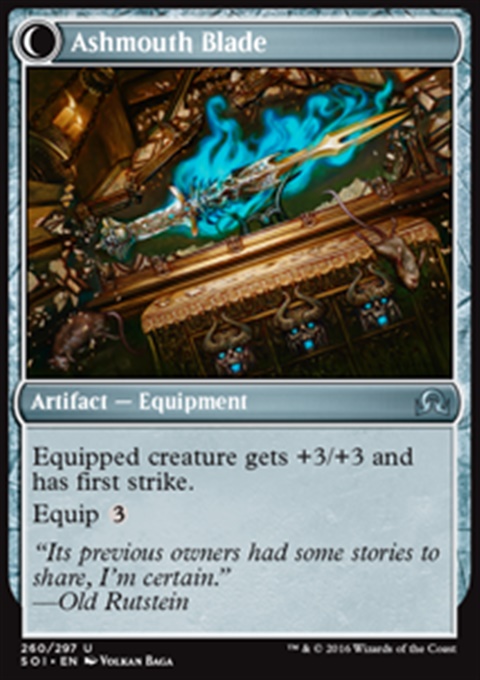 Ashmouth Blade
Artifact — Equipment
Equipped creature gets +3/+3 and
has first strike.
Equip 3
“Its previous owners had some stories to
share, I’m certain.”
—Old Rutstein
260/297 U
SOI • EN Volkan Baga
™ & © 2016 Wizards of the Coast